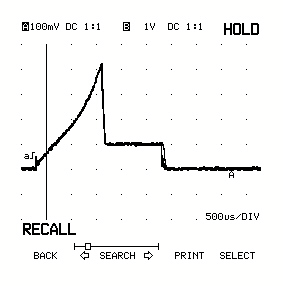 A 100mV DC 1:1 B 1V DC 1:1 HOLD
a
A
500us/DIV
RECALL
BACK SEARCH PRINT SELECT